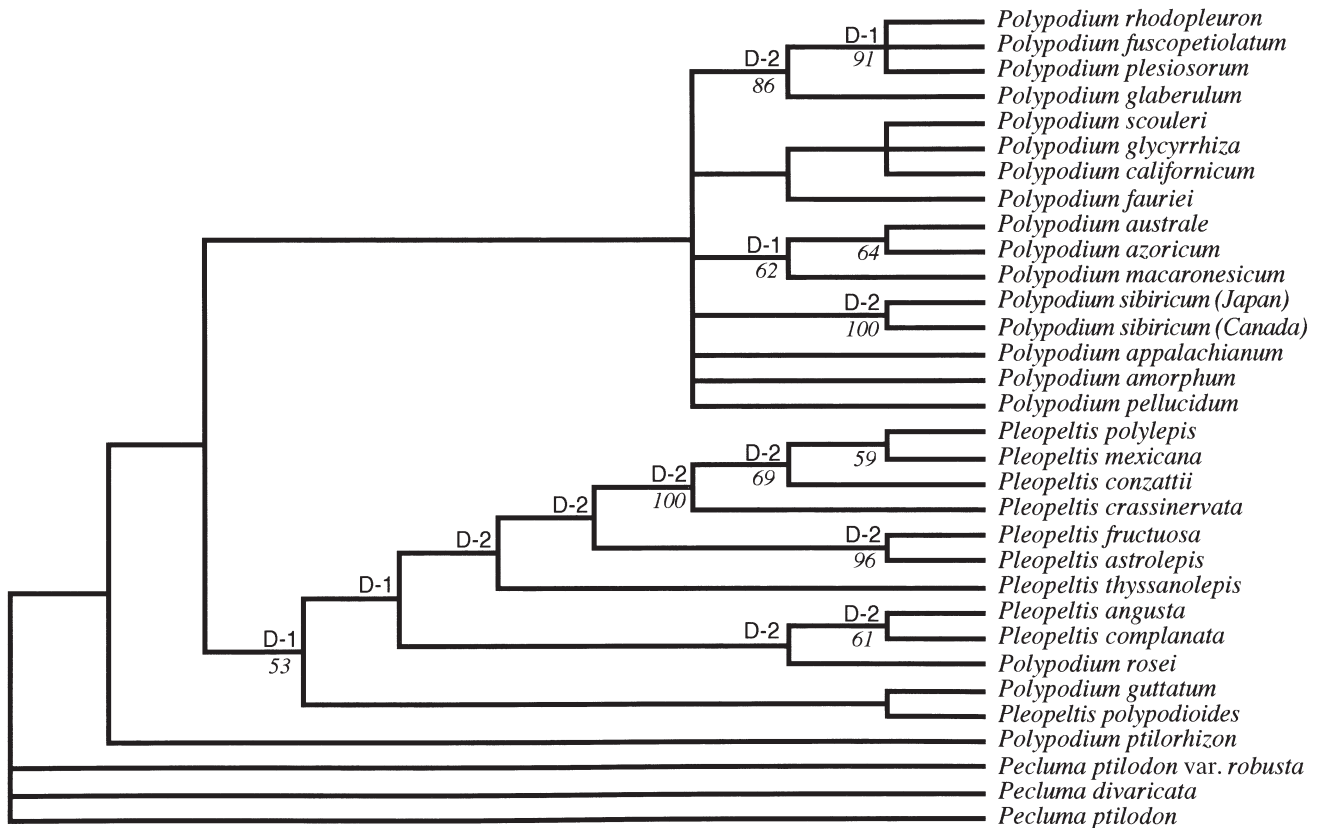 Polypodium rhodopleuron
D-1
Polypodium fuscopetiolatum
D-2
91
Polypodium plesiosorum
86
Polypodium glaberulum
Polypodium scouleri
Polypodium glycyrrhiza
Polypodium californicum
Polypodium fauriei
Polypodium australe
D-1
64
Polypodium azoricum
62
Polypodium macaronesicum
D-2
Polypodium sibiricum (Japan)
100
Polypodium sibiricum (Canada)
Polypodium appalachianum
Polypodium amorphum
Polypodium pellucidum
Pleopeltis polylepis
D-2
59
Pleopeltis mexicana
D-2
69
Pleopeltis conzattii
100
Pleopeltis crassinervata
D-2
D-2
Pleopeltis fructuosa
D-2
96
Pleopeltis astrolepis
D-1
Pleopeltis thyssanolepis
D-2
Pleopeltis angusta
D-1
D-2
61
Pleopeltis complanata
53
Polypodium rosei
Polypodium guttatum
Pleopeltis polypodioides
Polypodium ptilorhizon
Pecluma ptilodon var. robusta
Pecluma divaricata
Pecluma ptilodon